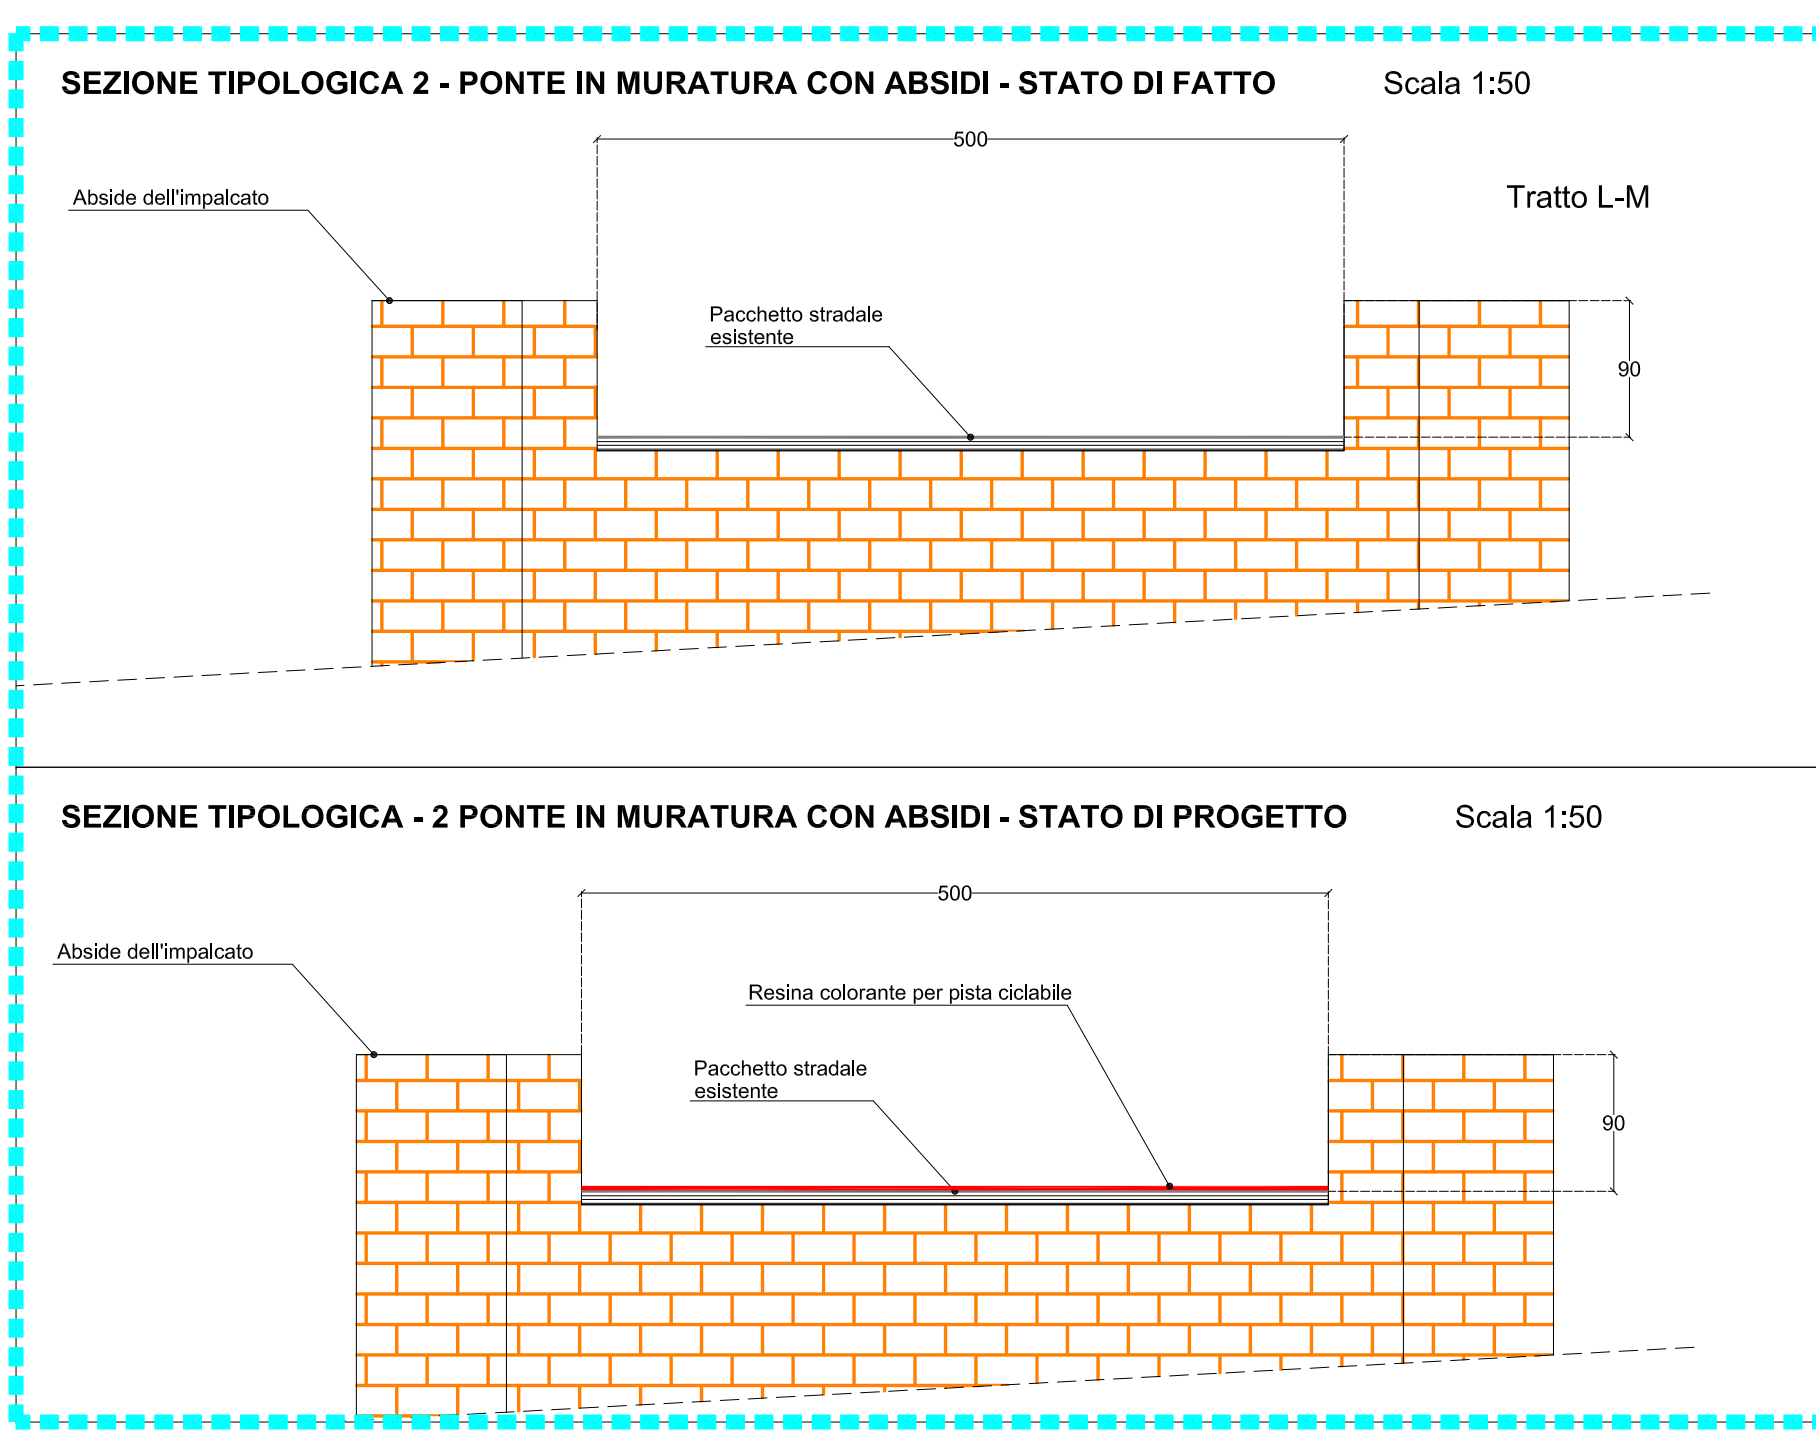 SEZIONE TIPOLOGICA 2 - PONTE IN MURATURA CON ABSIDI - STATO DI FATTO Scala 1:50
500
Abside dell'impalcato
Tratto L-M
Pacchetto stradale
esistente
90
SEZIONE TIPOLOGICA - 2 PONTE IN MURATURA CON ABSIDI - STATO DI PROGETTO Scala 1:50
500
Abside dell'impalcato
Resina colorante per pista ciclabile
Pacchetto stradale
esistente
90